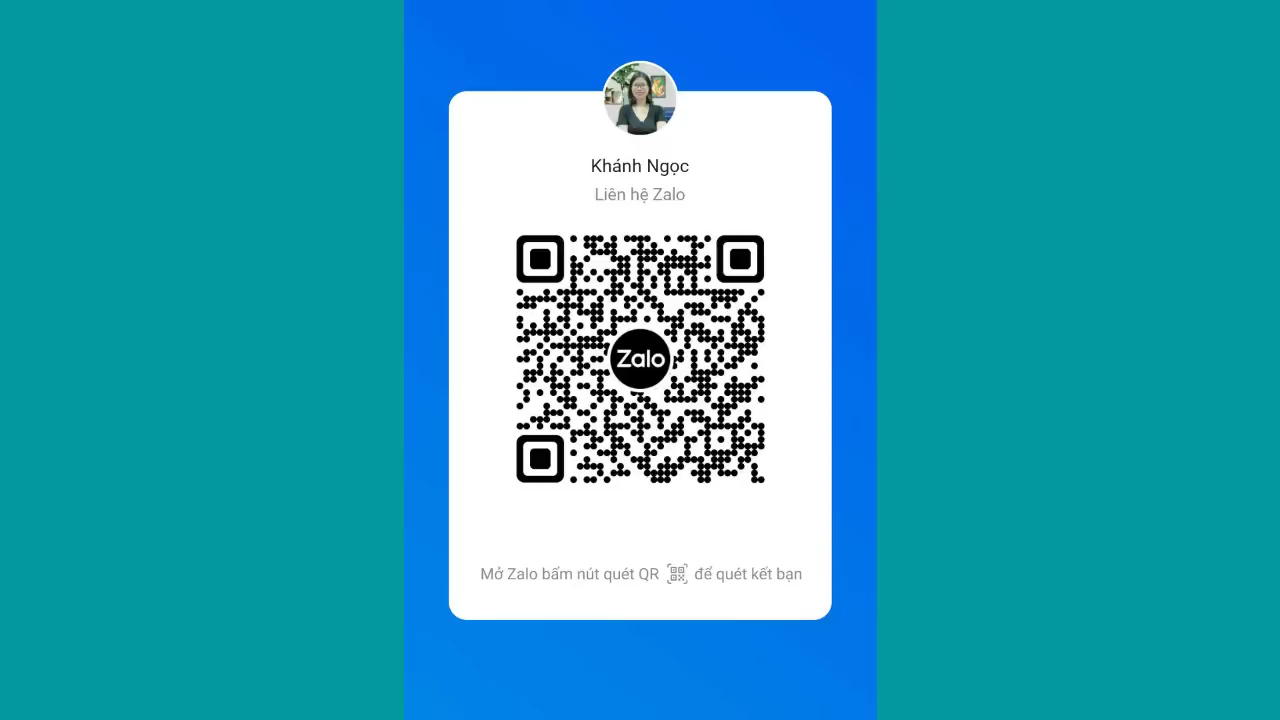 Khánh Ngọc
Liên hệ Zalo
Zalo
Mở Zalo bấm nút quét QR để quét kết bạn